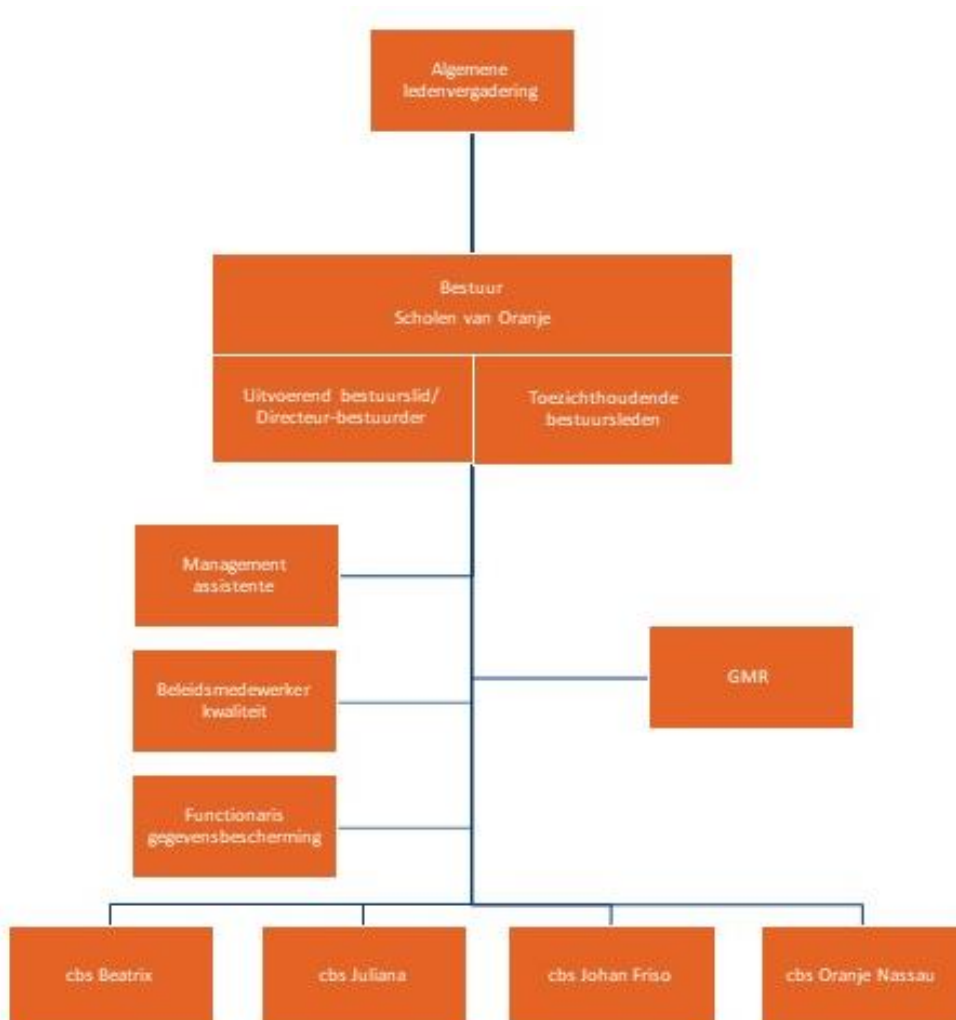 Algemene
ledenvergadering
Bestuur
Scholen van Oranje
Uitvoerend bestuurslid/
Directeur-bestuurder
Toezichthoudende
bestuursleden
Management
assistente
Beleidsmedewerker
kwaliteit
GMR
Functionaris
gegevensbescherming
cbs Beatrix
cbs Juliana
cbs Johan Friso
cbs Oranje Nassau